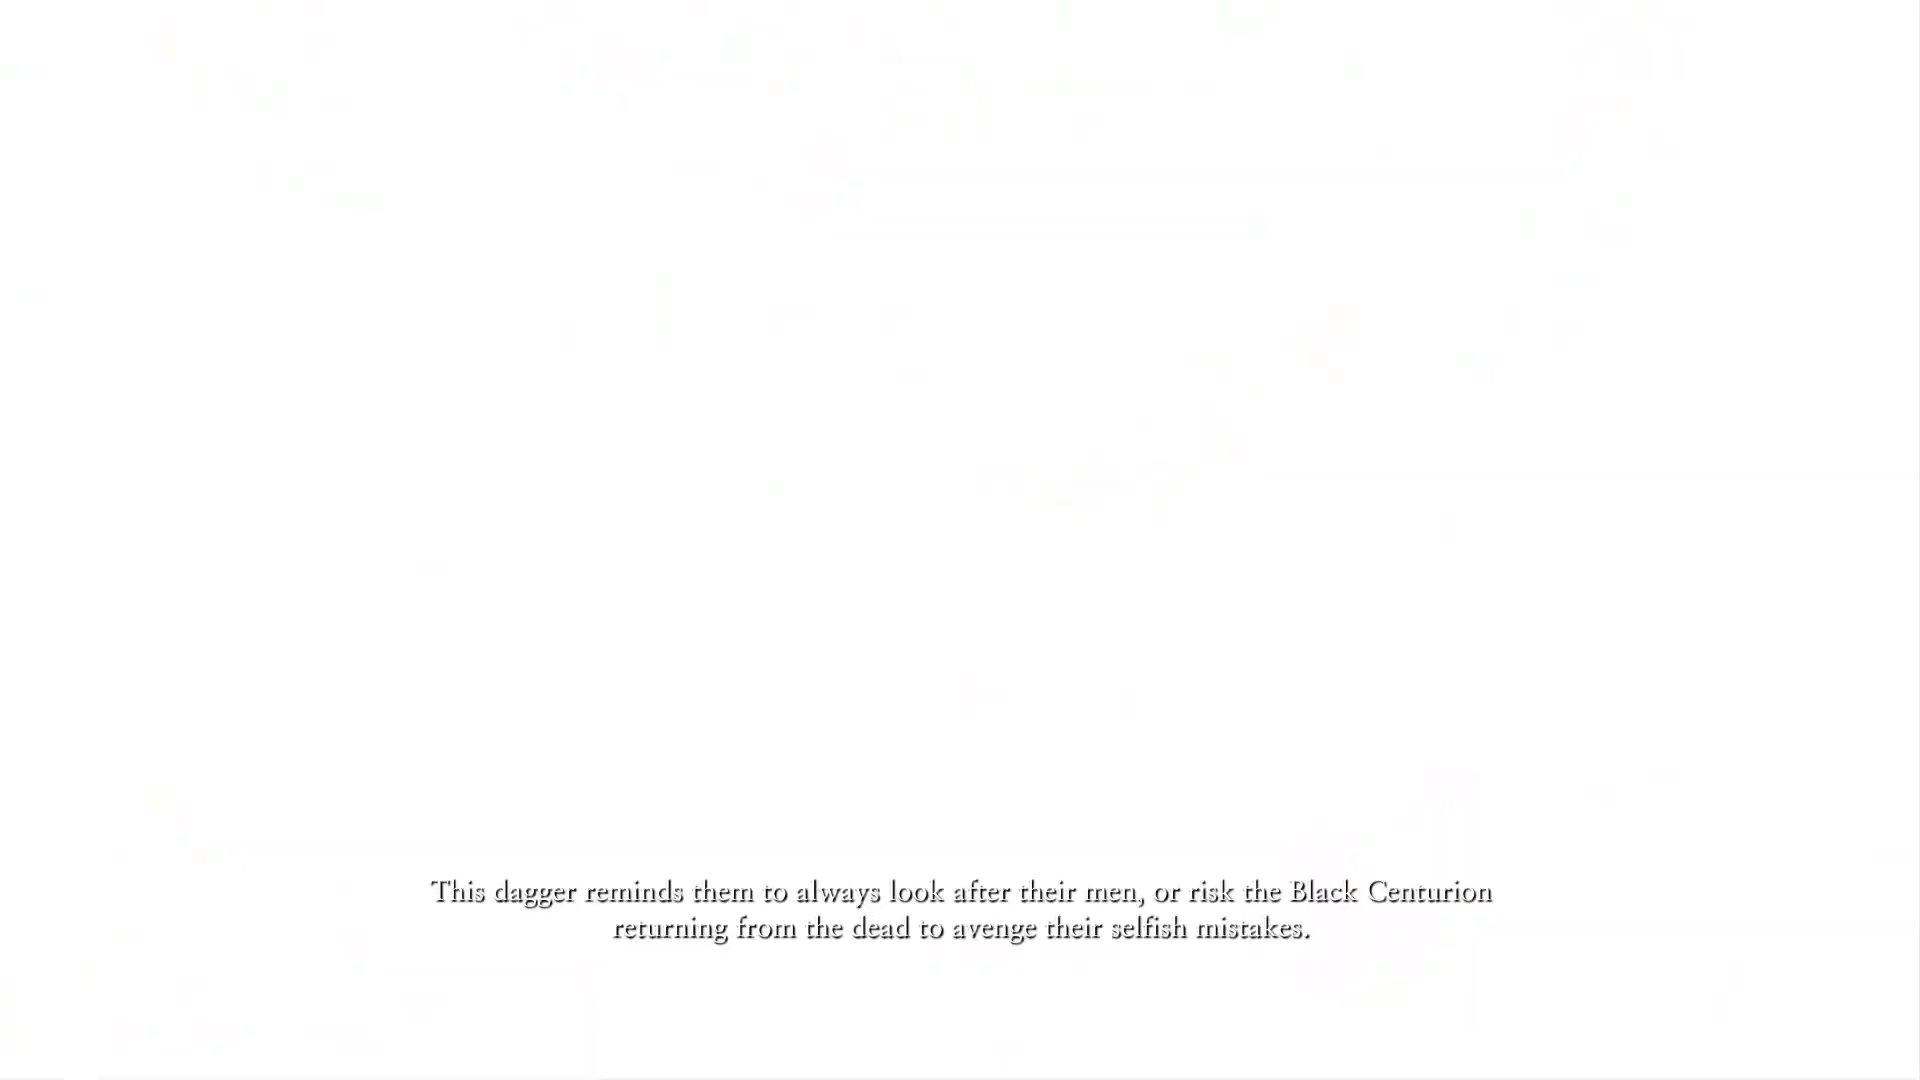 This dagger reminds them to always look after their men, or risk the Black Centurion
returning from the dead to avenge their selfish mistakes.